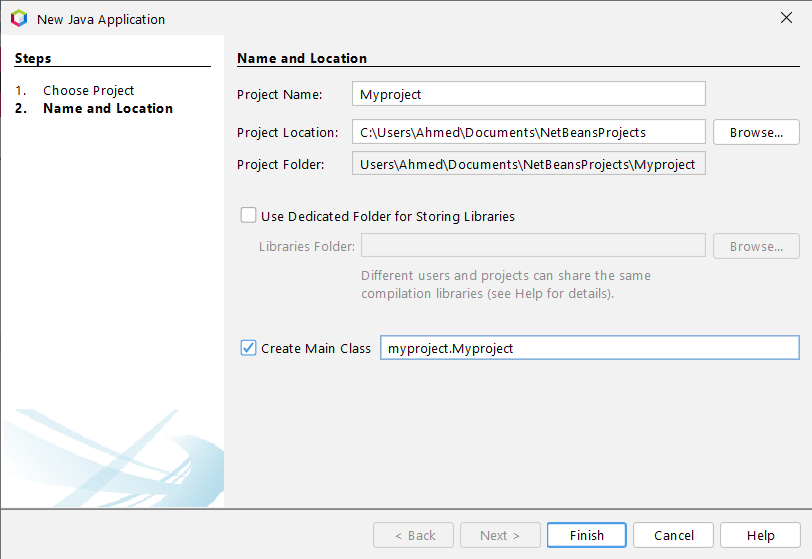 New Java Application
Steps
1. Choose Project
2. Name and Location
Name and Location
Project Name: Myproject
Project Location: C:\Users\Ahmed\Documents\NetBeansProjects Browse...
Project Folder: Users\Ahmed\Documents\NetBeansProjects\Myproject
Use Dedicated Folder for Storing Libraries
Libraries Folder: Browse...
Different users and projects can share the same
compilation libraries (see Help for details).
Create Main Class myproject.Myproject
< Back Next > Finish Cancel Help